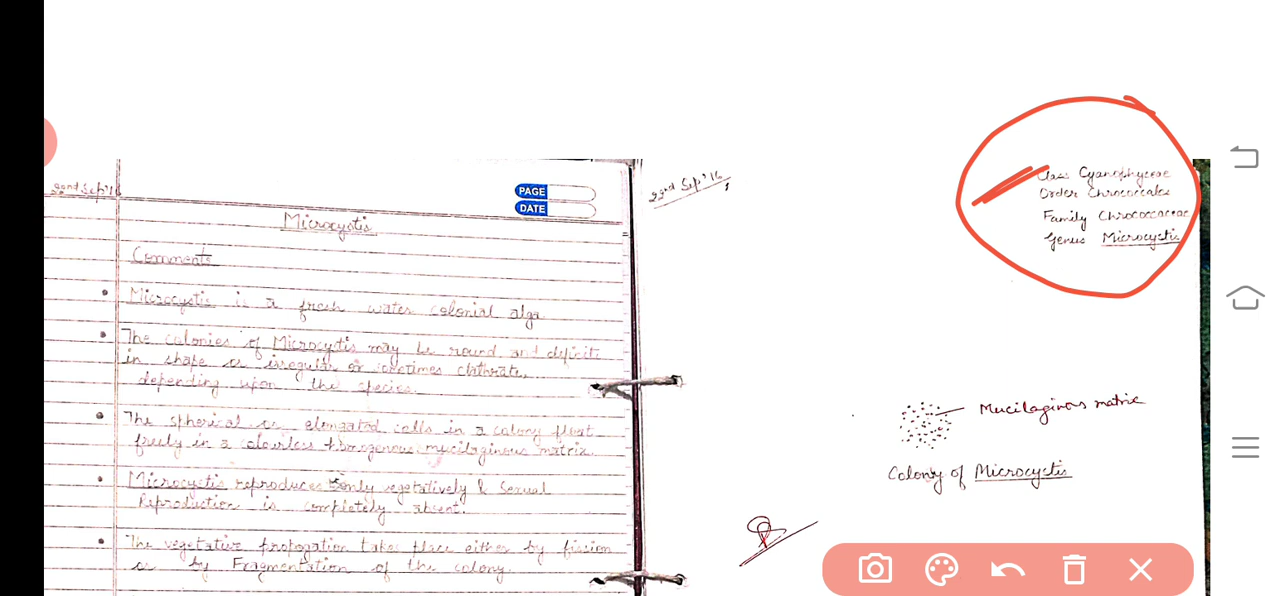 22nd Sep'16
PAGE
DATE
Microcystis
Comments
Microcystis is a fresh water colonial alga
The colonies of Microcystis may be round and definite
in shape or irregular or sometimes clathrate,
depending upon the species.
The spherical or elongated cells in a colony float
freely in a colourless homogenous mucilaginous matrix.
Microcystis reproduces only vegetatively & Sexual
Reproduction is completely absent.
The vegetative propogation takes place either by fission
or by Fragmentation of the colony.
22nd Sep'16
Class Cyanophyceae
Order Chrococcales
Family Chrococcaceae
Genus Microcystis
Mucilaginous matrix
Colony of Microcystis